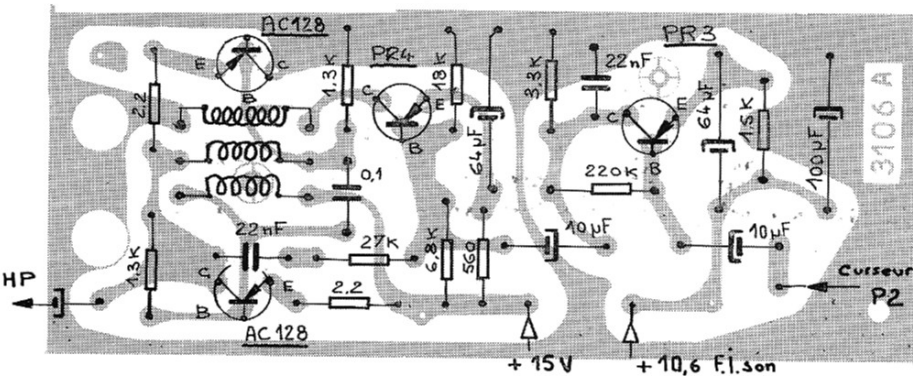 AC128
E
C
B
2.2
1.3K
PR4
C
E
B
18K
64µF
3.3K
22nF
PR3
C
E
B
64µF
1.5K
100µF
3106 A
0,1
220K
22nF
27K
6,8K
560
10µF
10µF
1.3K
C
E
B
2.2
AC128
HP
Curseur
P2
+ 15V
+ 10,6 F.I. son